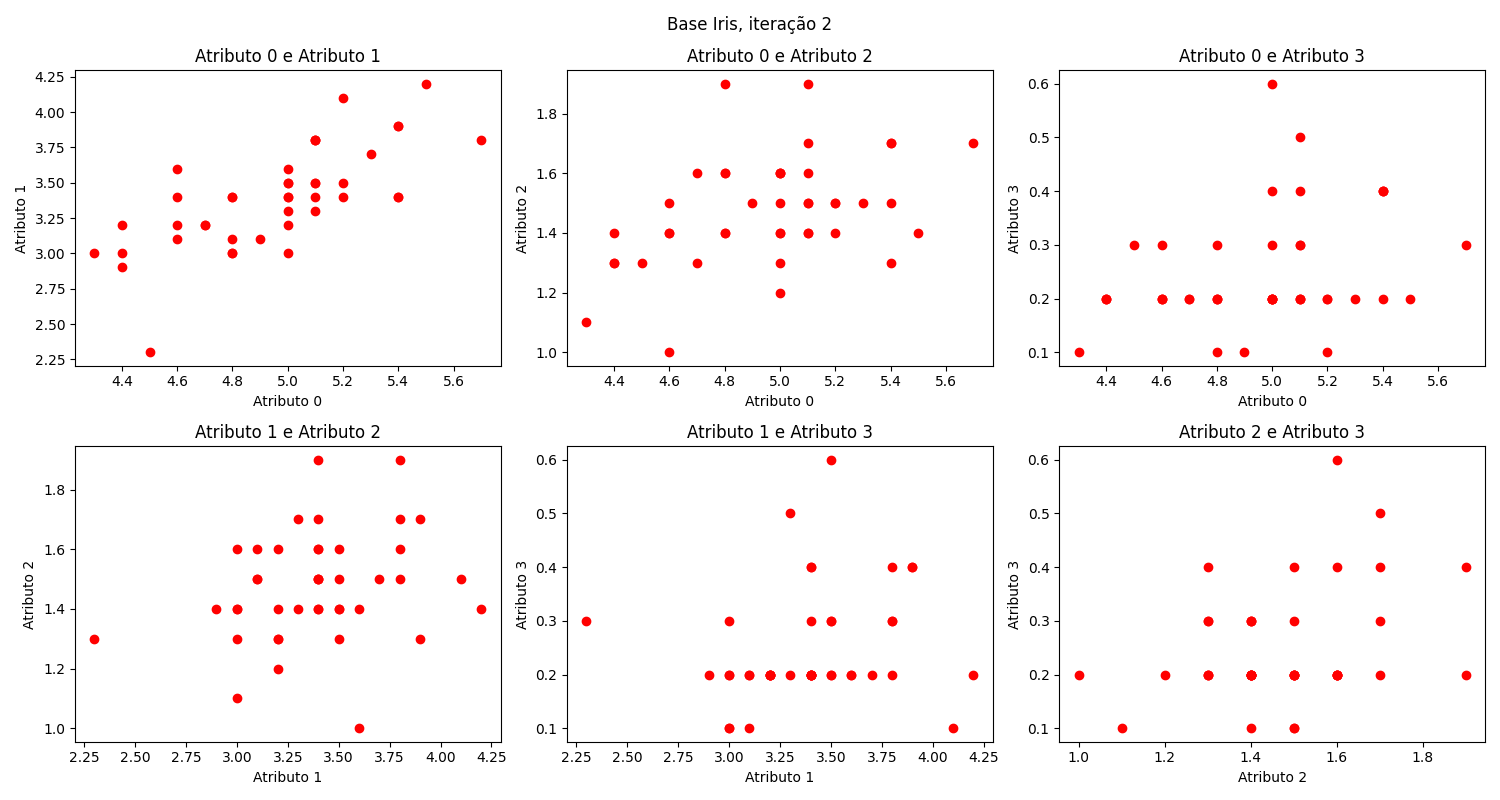 Base Iris, iteração 2
Atributo 0 e Atributo 1
4.25
4.00
3.75
3.50
3.25
3.00
2.75
2.50
2.25
Atributo 1
4.4 4.6 4.8 5.0 5.2 5.4 5.6
Atributo 0
Atributo 0 e Atributo 2
1.8
1.6
1.4
1.2
1.0
Atributo 2
4.4 4.6 4.8 5.0 5.2 5.4 5.6
Atributo 0
Atributo 0 e Atributo 3
0.6
0.5
0.4
0.3
0.2
0.1
Atributo 3
4.4 4.6 4.8 5.0 5.2 5.4 5.6
Atributo 0
Atributo 1 e Atributo 2
1.8
1.6
1.4
1.2
1.0
Atributo 2
2.25 2.50 2.75 3.00 3.25 3.50 3.75 4.00 4.25
Atributo 1
Atributo 1 e Atributo 3
0.6
0.5
0.4
0.3
0.2
0.1
Atributo 3
2.25 2.50 2.75 3.00 3.25 3.50 3.75 4.00 4.25
Atributo 1
Atributo 2 e Atributo 3
0.6
0.5
0.4
0.3
0.2
0.1
Atributo 3
1.0 1.2 1.4 1.6 1.8
Atributo 2